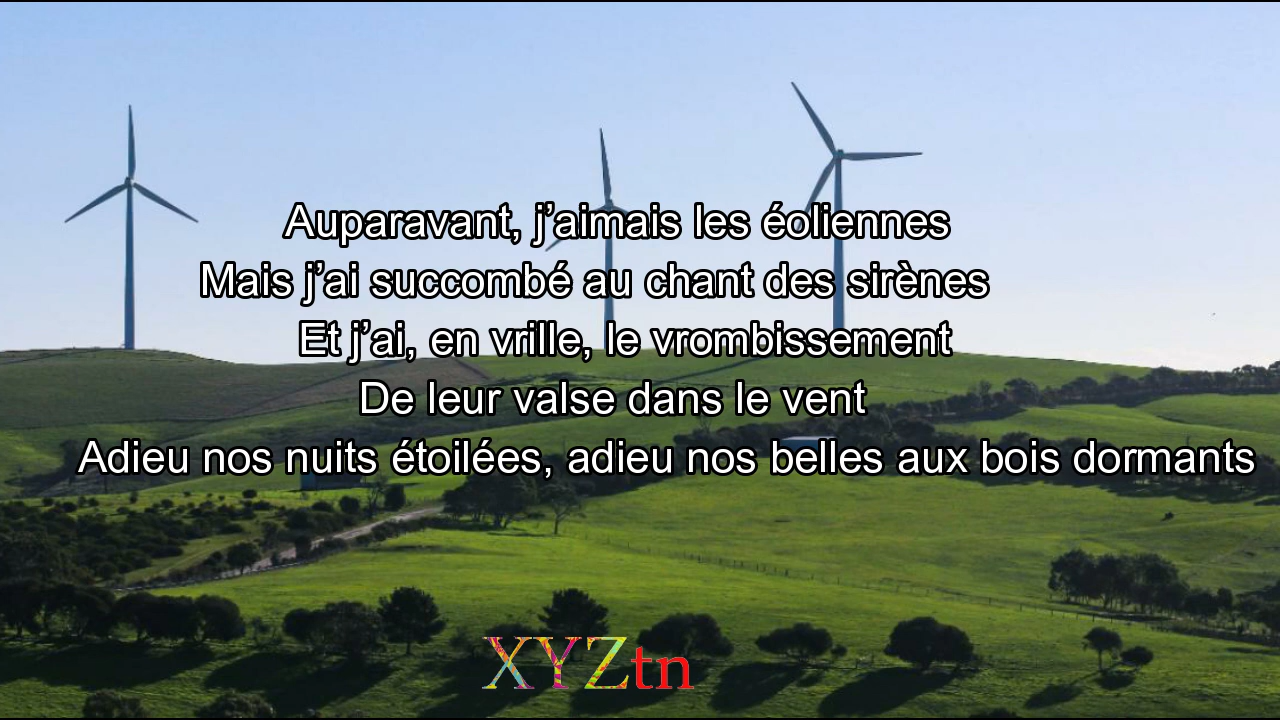 Auparavant, j’aimais les éoliennes
Mais j’ai succombé au chant des sirènes
Et j’ai, en vrille, le vrombissement
De leur valse dans le vent
Adieu nos nuits étoilées, adieu nos belles aux bois dormants
XYZtn